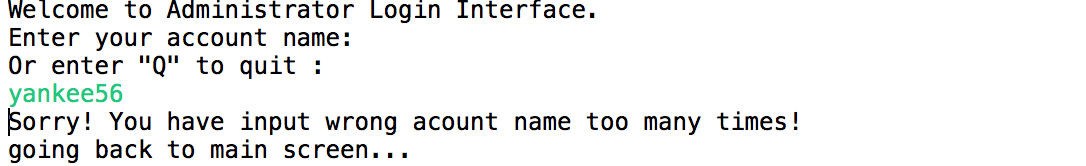 Welcome to Administrator Login Interface.
Enter your account name:
Or enter "Q" to quit :
yankee56
Sorry! You have input wrong acount name too many times!
going back to main screen...